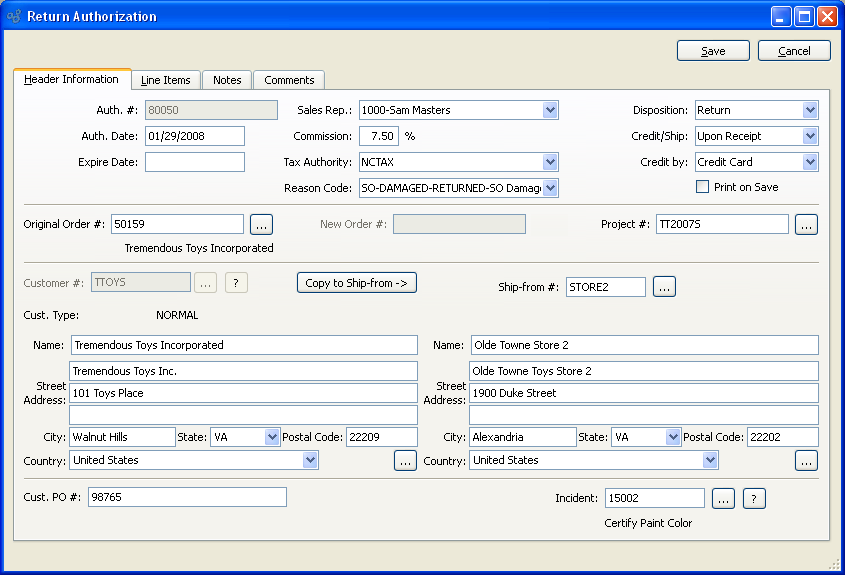 Return Authorization
Save Cancel
Header Information Line Items Notes Comments
Auth. #: 80050 Sales Rep.: 1000-Sam Masters Disposition: Return
Auth. Date: 01/29/2008 Commission: 7.50 % Credit/Ship: Upon Receipt
Expire Date: Tax Authority: NCTAX Credit by: Credit Card
Reason Code: SO-DAMAGED-RETURNED-SO Damag Print on Save
Original Order #: 50159 ... New Order #: Project #: TT2007S ...
Tremendous Toys Incorporated
Customer #: TTOYS ... ? Copy to Ship-from -> Ship-from #: STORE2 ...
Cust. Type: NORMAL
Name: Tremendous Toys Incorporated Name: Olde Towne Store 2
Tremendous Toys Inc. Olde Towne Toys Store 2
Street Address: 101 Toys Place Street Address: 1900 Duke Street
City: Walnut Hills State: VA Postal Code: 22209 City: Alexandria State: VA Postal Code: 22202
Country: United States ... Country: United States ...
Cust. PO #: 98765 Incident: 15002 ... ?
Certify Paint Color